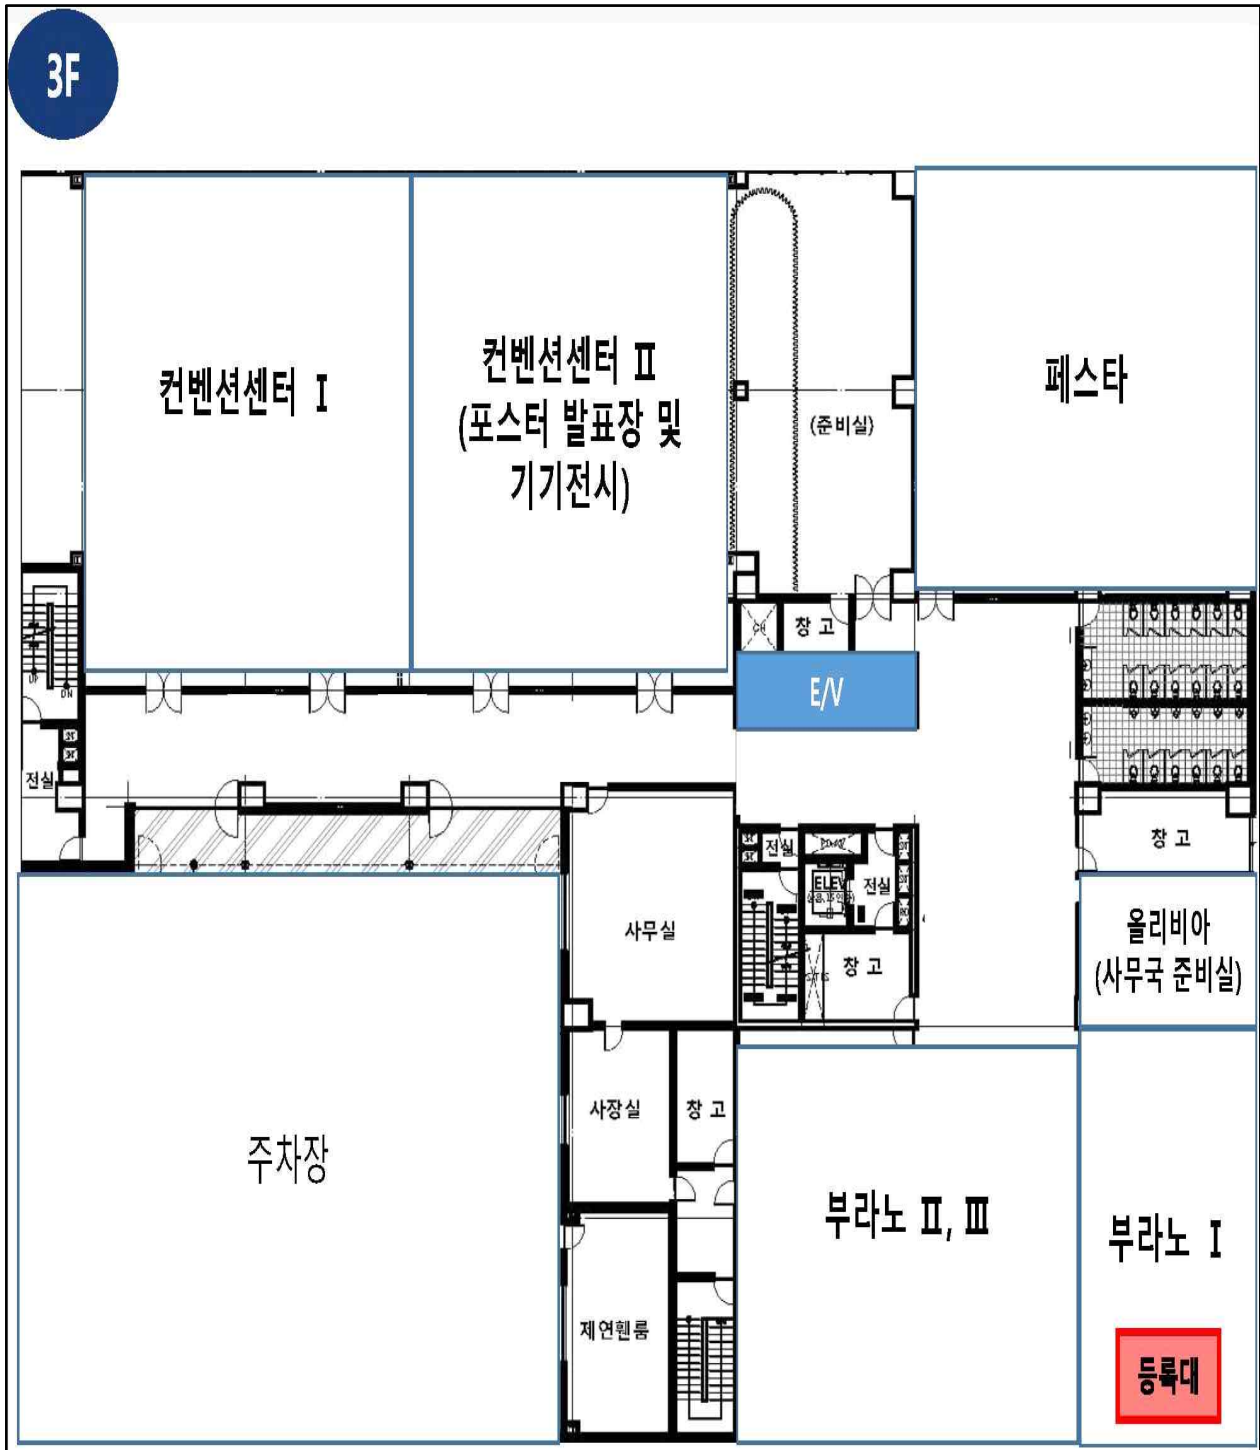 3F
컨벤션센터 Ⅰ
컨벤션센터 Ⅱ
(포스터 발표장 및
기기전시)
(준비실)
페스타
창 고
E/V
UP
DN
전실
창 고
전실
ELEV
전실
사무실
창 고
올리비아
(사무국 준비실)
사장실
창 고
주차장
부라노 Ⅱ, Ⅲ
부라노 Ⅰ
제연휀룸
등록대